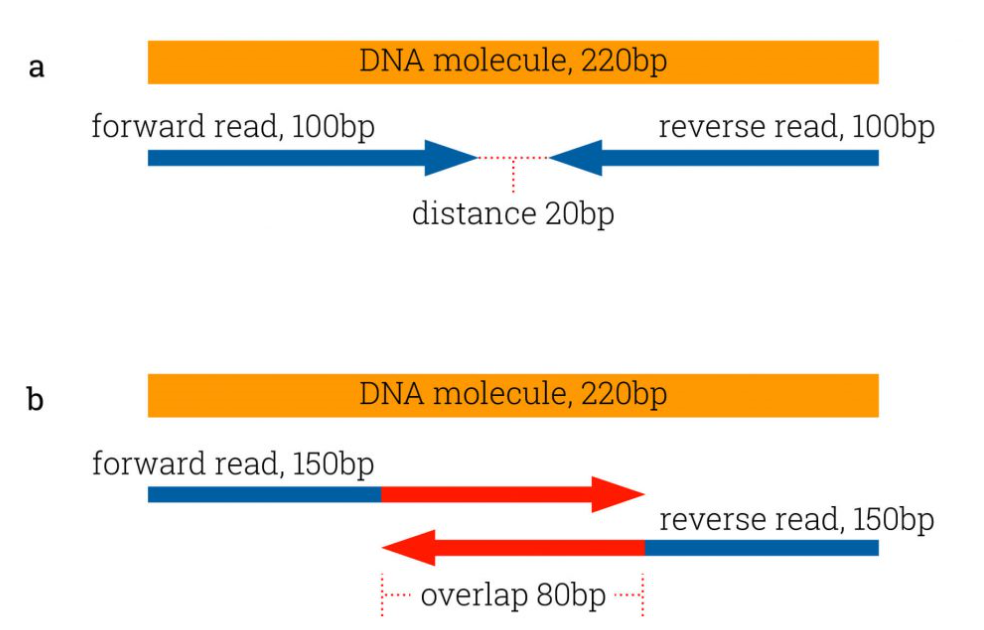 a
DNA molecule, 220bp
forward read, 100bp
reverse read, 100bp
distance 20bp
b
DNA molecule, 220bp
forward read, 150bp
reverse read, 150bp
overlap 80bp